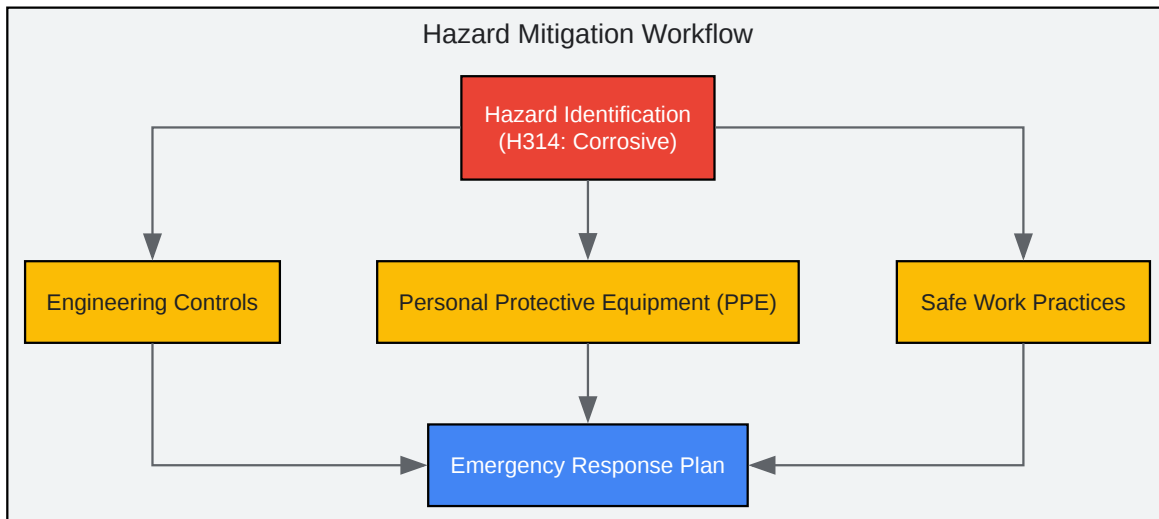 Hazard Mitigation Workflow
Hazard Identification
(H314: Corrosive)
Engineering Controls
Personal Protective Equipment (PPE)
Safe Work Practices
Emergency Response Plan